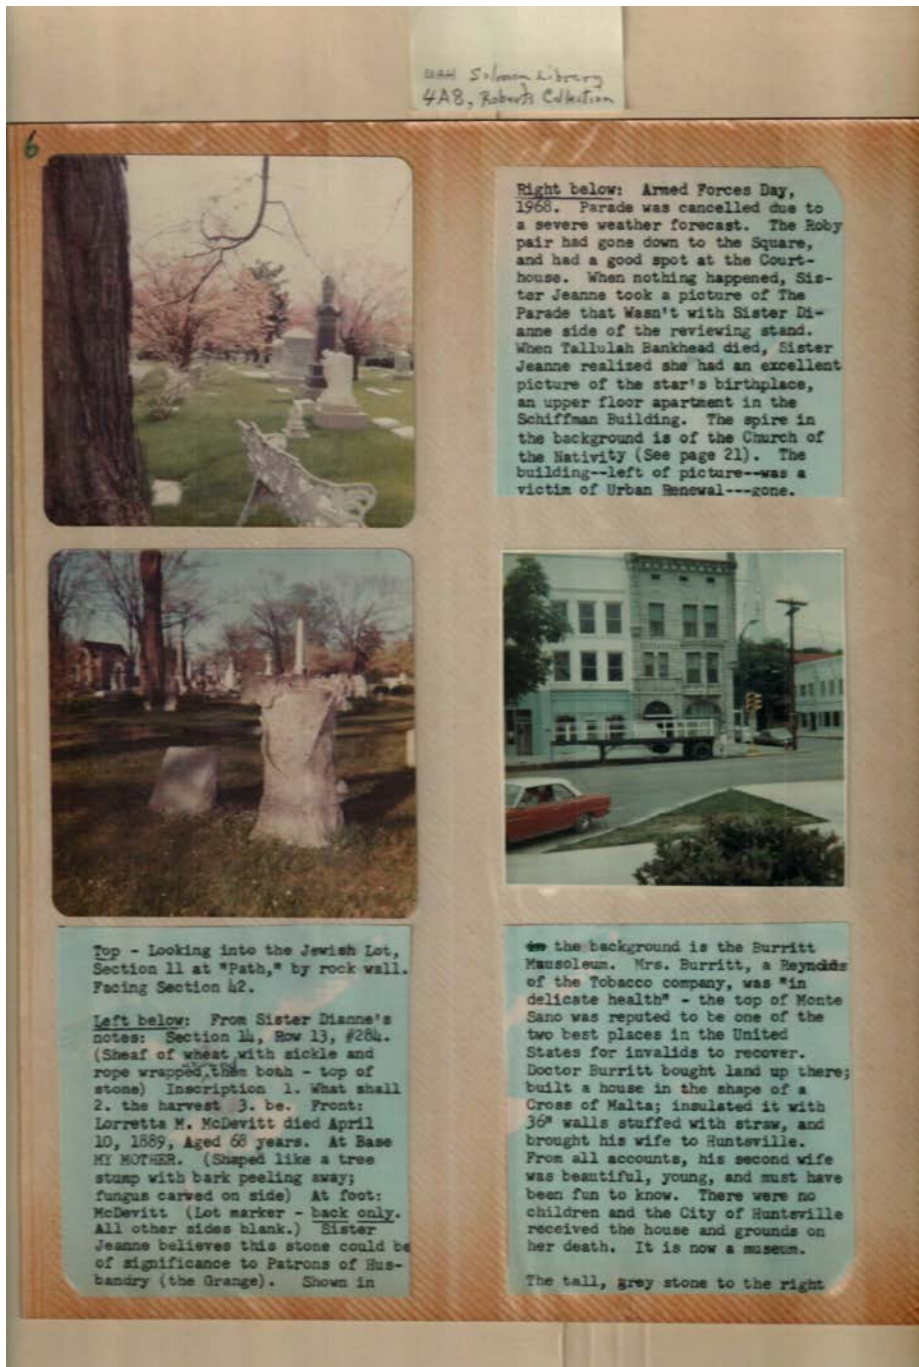 UAH Salmon Library
4A8, Roberts Collection
6
Right below: Armed Forces Day,
1968. Parade was cancelled due to
a severe weather forecast. The Roby
pair had gone down to the Square,
and had a good spot at the Court-
house. When nothing happened, Sis-
ter Jeanne took a picture of The
Parade that Wasn't with Sister Di-
anne side of the reviewing stand.
When Tallulah Bankhead died, Sister
Jeanne realized she had an excellent
picture of the star's birthplace,
an upper floor apartment in the
Schiffman Building. The spire in
the background is of the Church of
the Nativity (See page 21). The
building--left of picture--was a
victim of Urban Renewal---gone.
Top - Looking into the Jewish Lot,
Section 11 at "Path," by rock wall.
Facing Section 42.
Left below: From Sister Dianne's
notes: Section 14, Row 13, #284.
(Sheaf of wheat with sickle and
rope wrapped them both - top of
stone) Inscription 1. What shall
2. the harvest 3. be. Front:
Lorretta M. McDevitt died April
10, 1889, Aged 68 years. At Base
MY MOTHER. (Shaped like a tree
stump with bark peeling away;
fungus carved on side) At foot:
McDevitt (Lot marker - back only.
All other sides blank.) Sister
Jeanne believes this stone could be
of significance to Patrons of Hus-
bandry (the Grange). Shown in
in the background is the Burritt
Mausoleum. Mrs. Burritt, a Reynolds
of the Tobacco company, was "in
delicate health" - the top of Monte
Sano was reputed to be one of the
two best places in the United
States for invalids to recover.
Doctor Burritt bought land up there;
built a house in the shape of a
Cross of Malta; insulated it with
36" walls stuffed with straw, and
brought his wife to Huntsville.
From all accounts, his second wife
was beautiful, young, and must have
been fun to know. There were no
children and the City of Huntsville
received the house and grounds on
her death. It is now a museum.
The tall, grey stone to the right